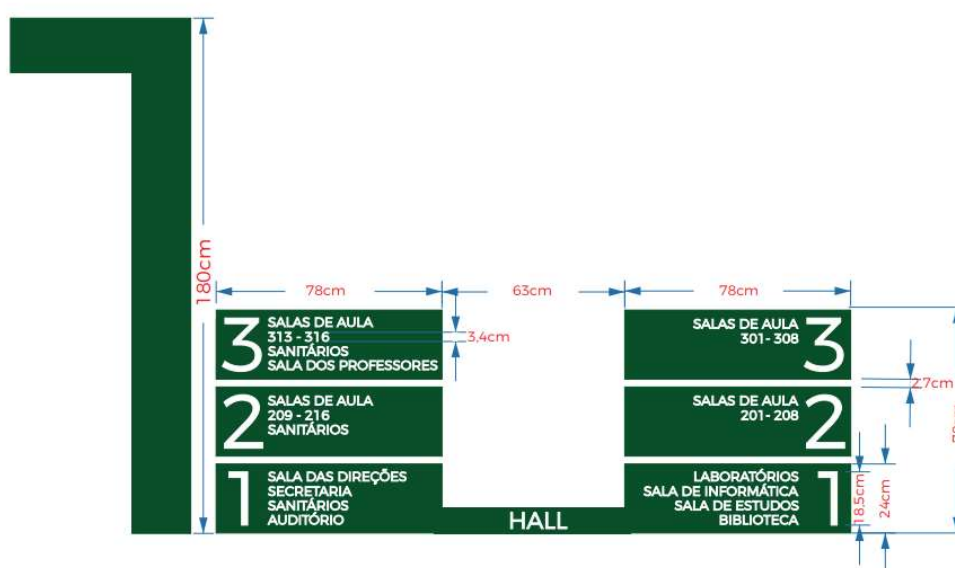 180cm
78cm
63cm
78cm
3
SALAS DE AULA
313 - 316
SANITÁRIOS
SALA DOS PROFESSORES
3,4cm
SALAS DE AULA
301- 308
3
2,7cm
2
SALAS DE AULA
209 - 216
SANITÁRIOS
SALAS DE AULA
201- 208
2
1
SALA DAS DIREÇÕES
SECRETARIA
SANITÁRIOS
AUDITÓRIO
HALL
LABORATÓRIOS
SALA DE INFORMÁTICA
SALA DE ESTUDOS
BIBLIOTECA
1
18,5cm
24cm